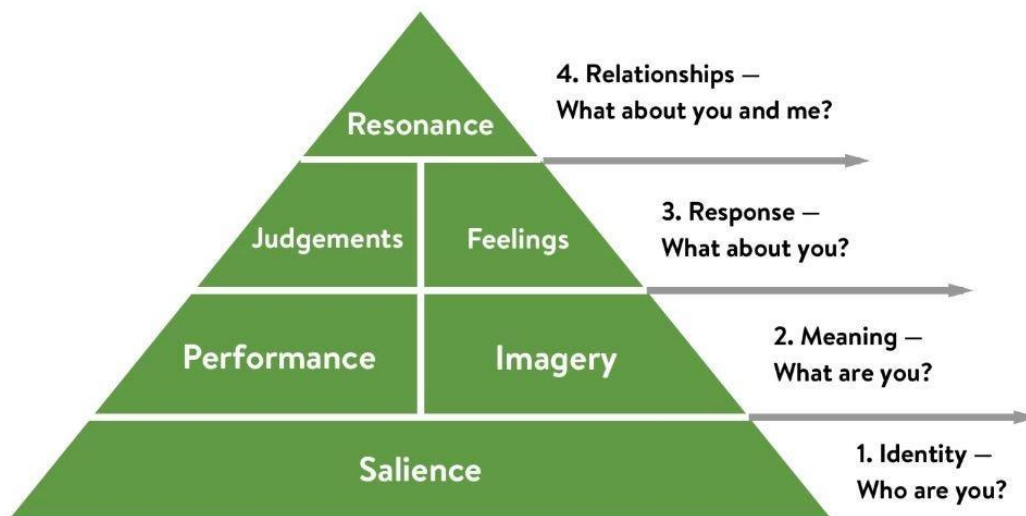 4. Relationships –
What about you and me?
Resonance
3. Response –
What about you?
Judgements
Feelings
2. Meaning –
What are you?
Performance
Imagery
1. Identity –
Who are you?
Salience